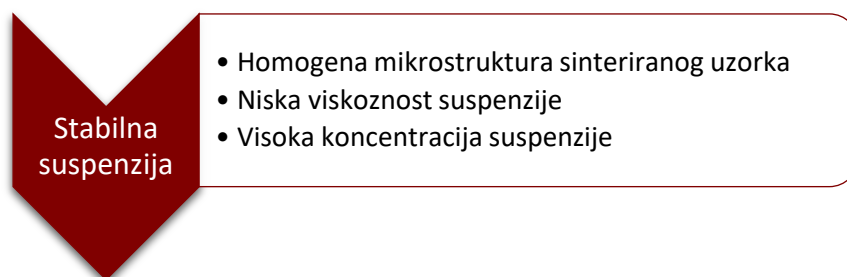 Stabilna
suspenzija
• Homogena mikrostruktura sinteriranog uzorka
• Niska viskoznost suspenzije
• Visoka koncentracija suspenzije